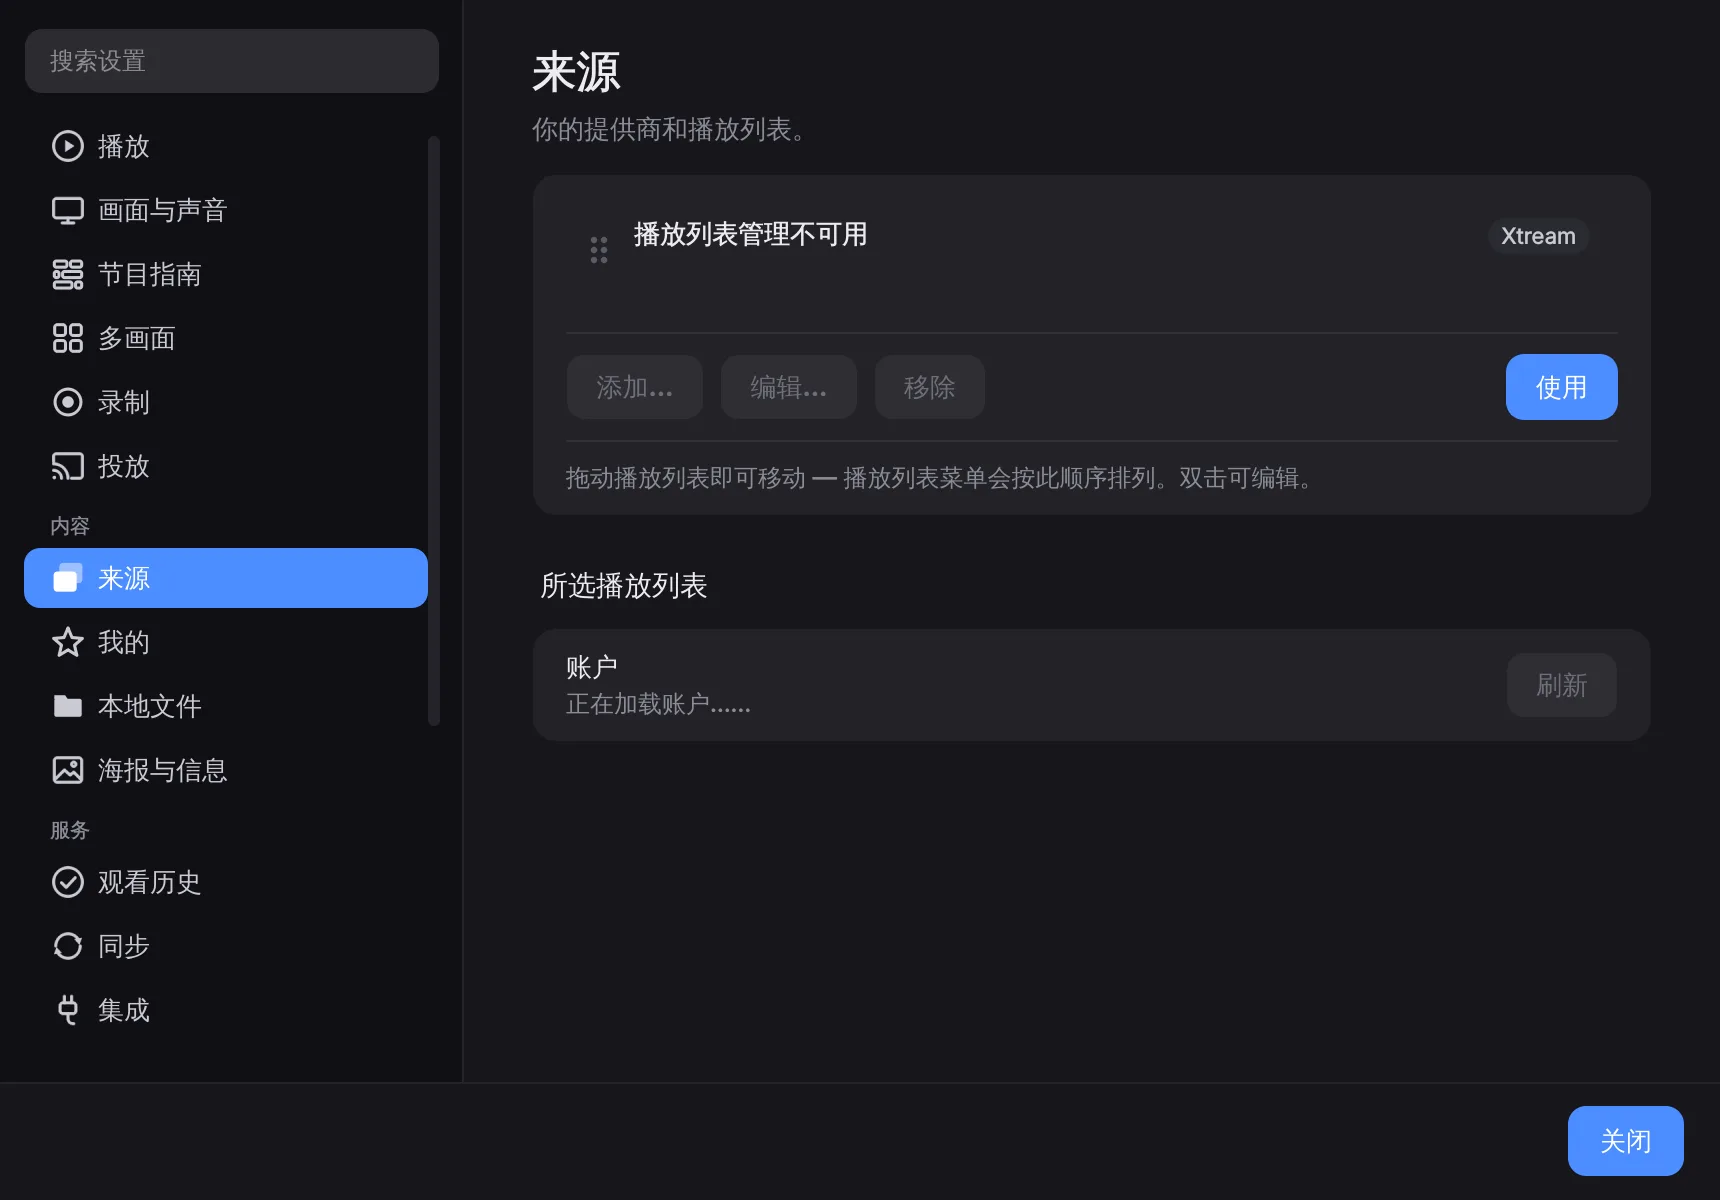 搜索设置
播放
画面与声音
节目指南
多画面
录制
投放
内容
来源
我的
本地文件
海报与信息
服务
观看历史
同步
集成
来源
你的提供商和播放列表。
播放列表管理不可用
Xtream
添加...
编辑...
移除
使用
拖动播放列表即可移动 — 播放列表菜单会按此顺序排列。双击可编辑。
所选播放列表
账户
正在加载账户......
刷新
关闭